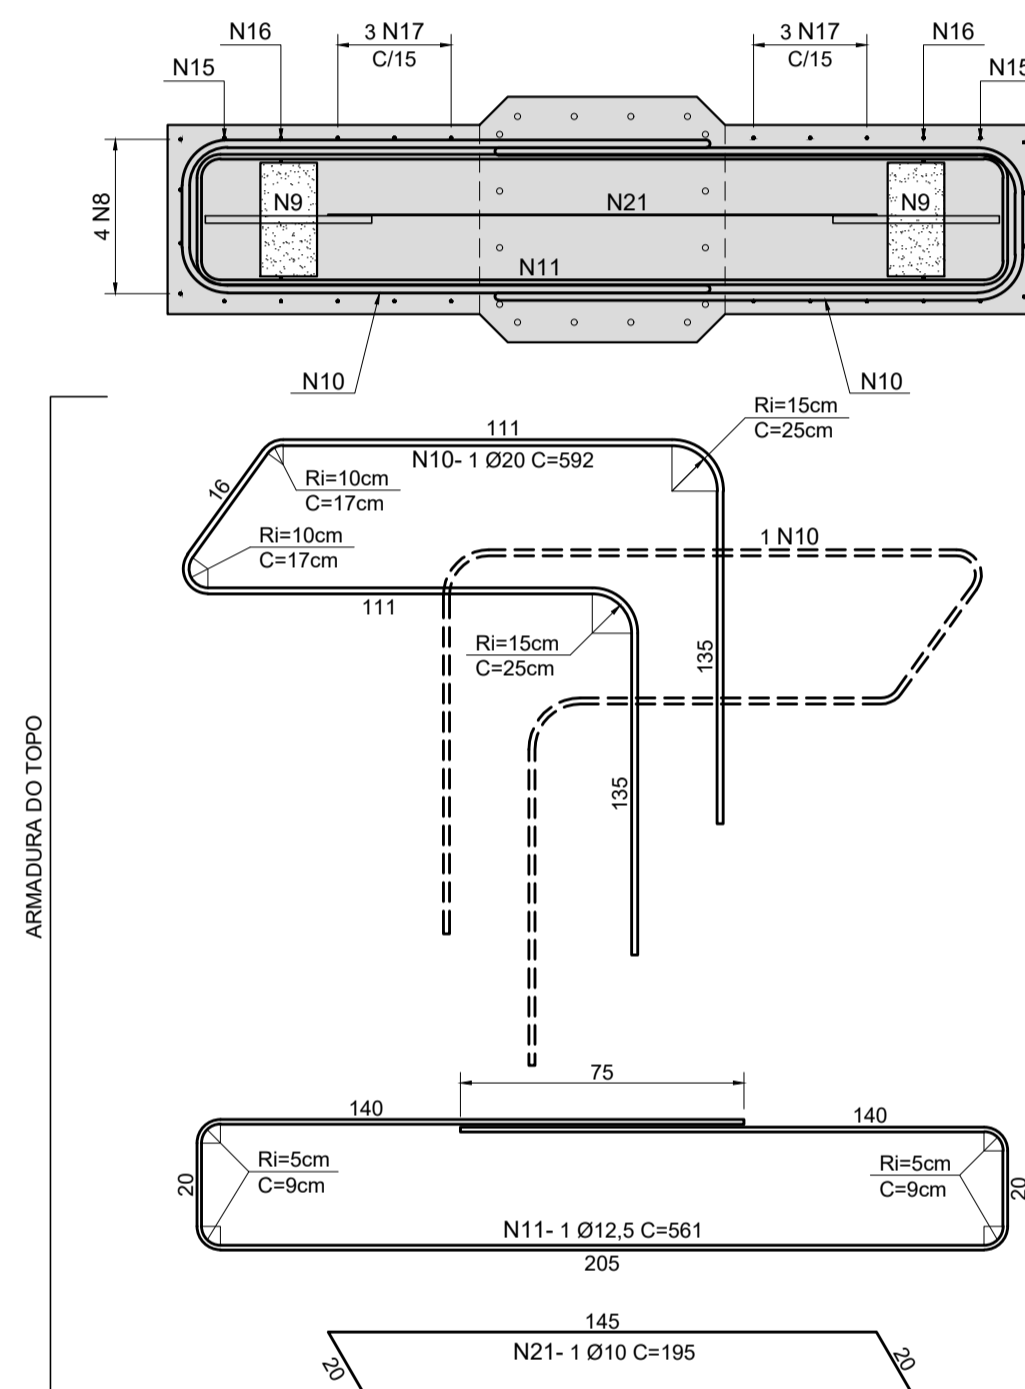 N16
3 N17
C/15
3 N17
C/15
N16
N15
N15
4 N8
N9
N21
N9
N11
N10
N10
ARMADURA DO TOPO
111
N10- 1 Ø20 C=592
Ri=15cm
C=25cm
16
Ri=10cm
C=17cm
Ri=10cm
C=17cm
1 N10
111
Ri=15cm
C=25cm
135
135
75
140
140
20
Ri=5cm
C=9cm
Ri=5cm
C=9cm
20
N11- 1 Ø12,5 C=561
205
145
N21- 1 Ø10 C=195
20
20